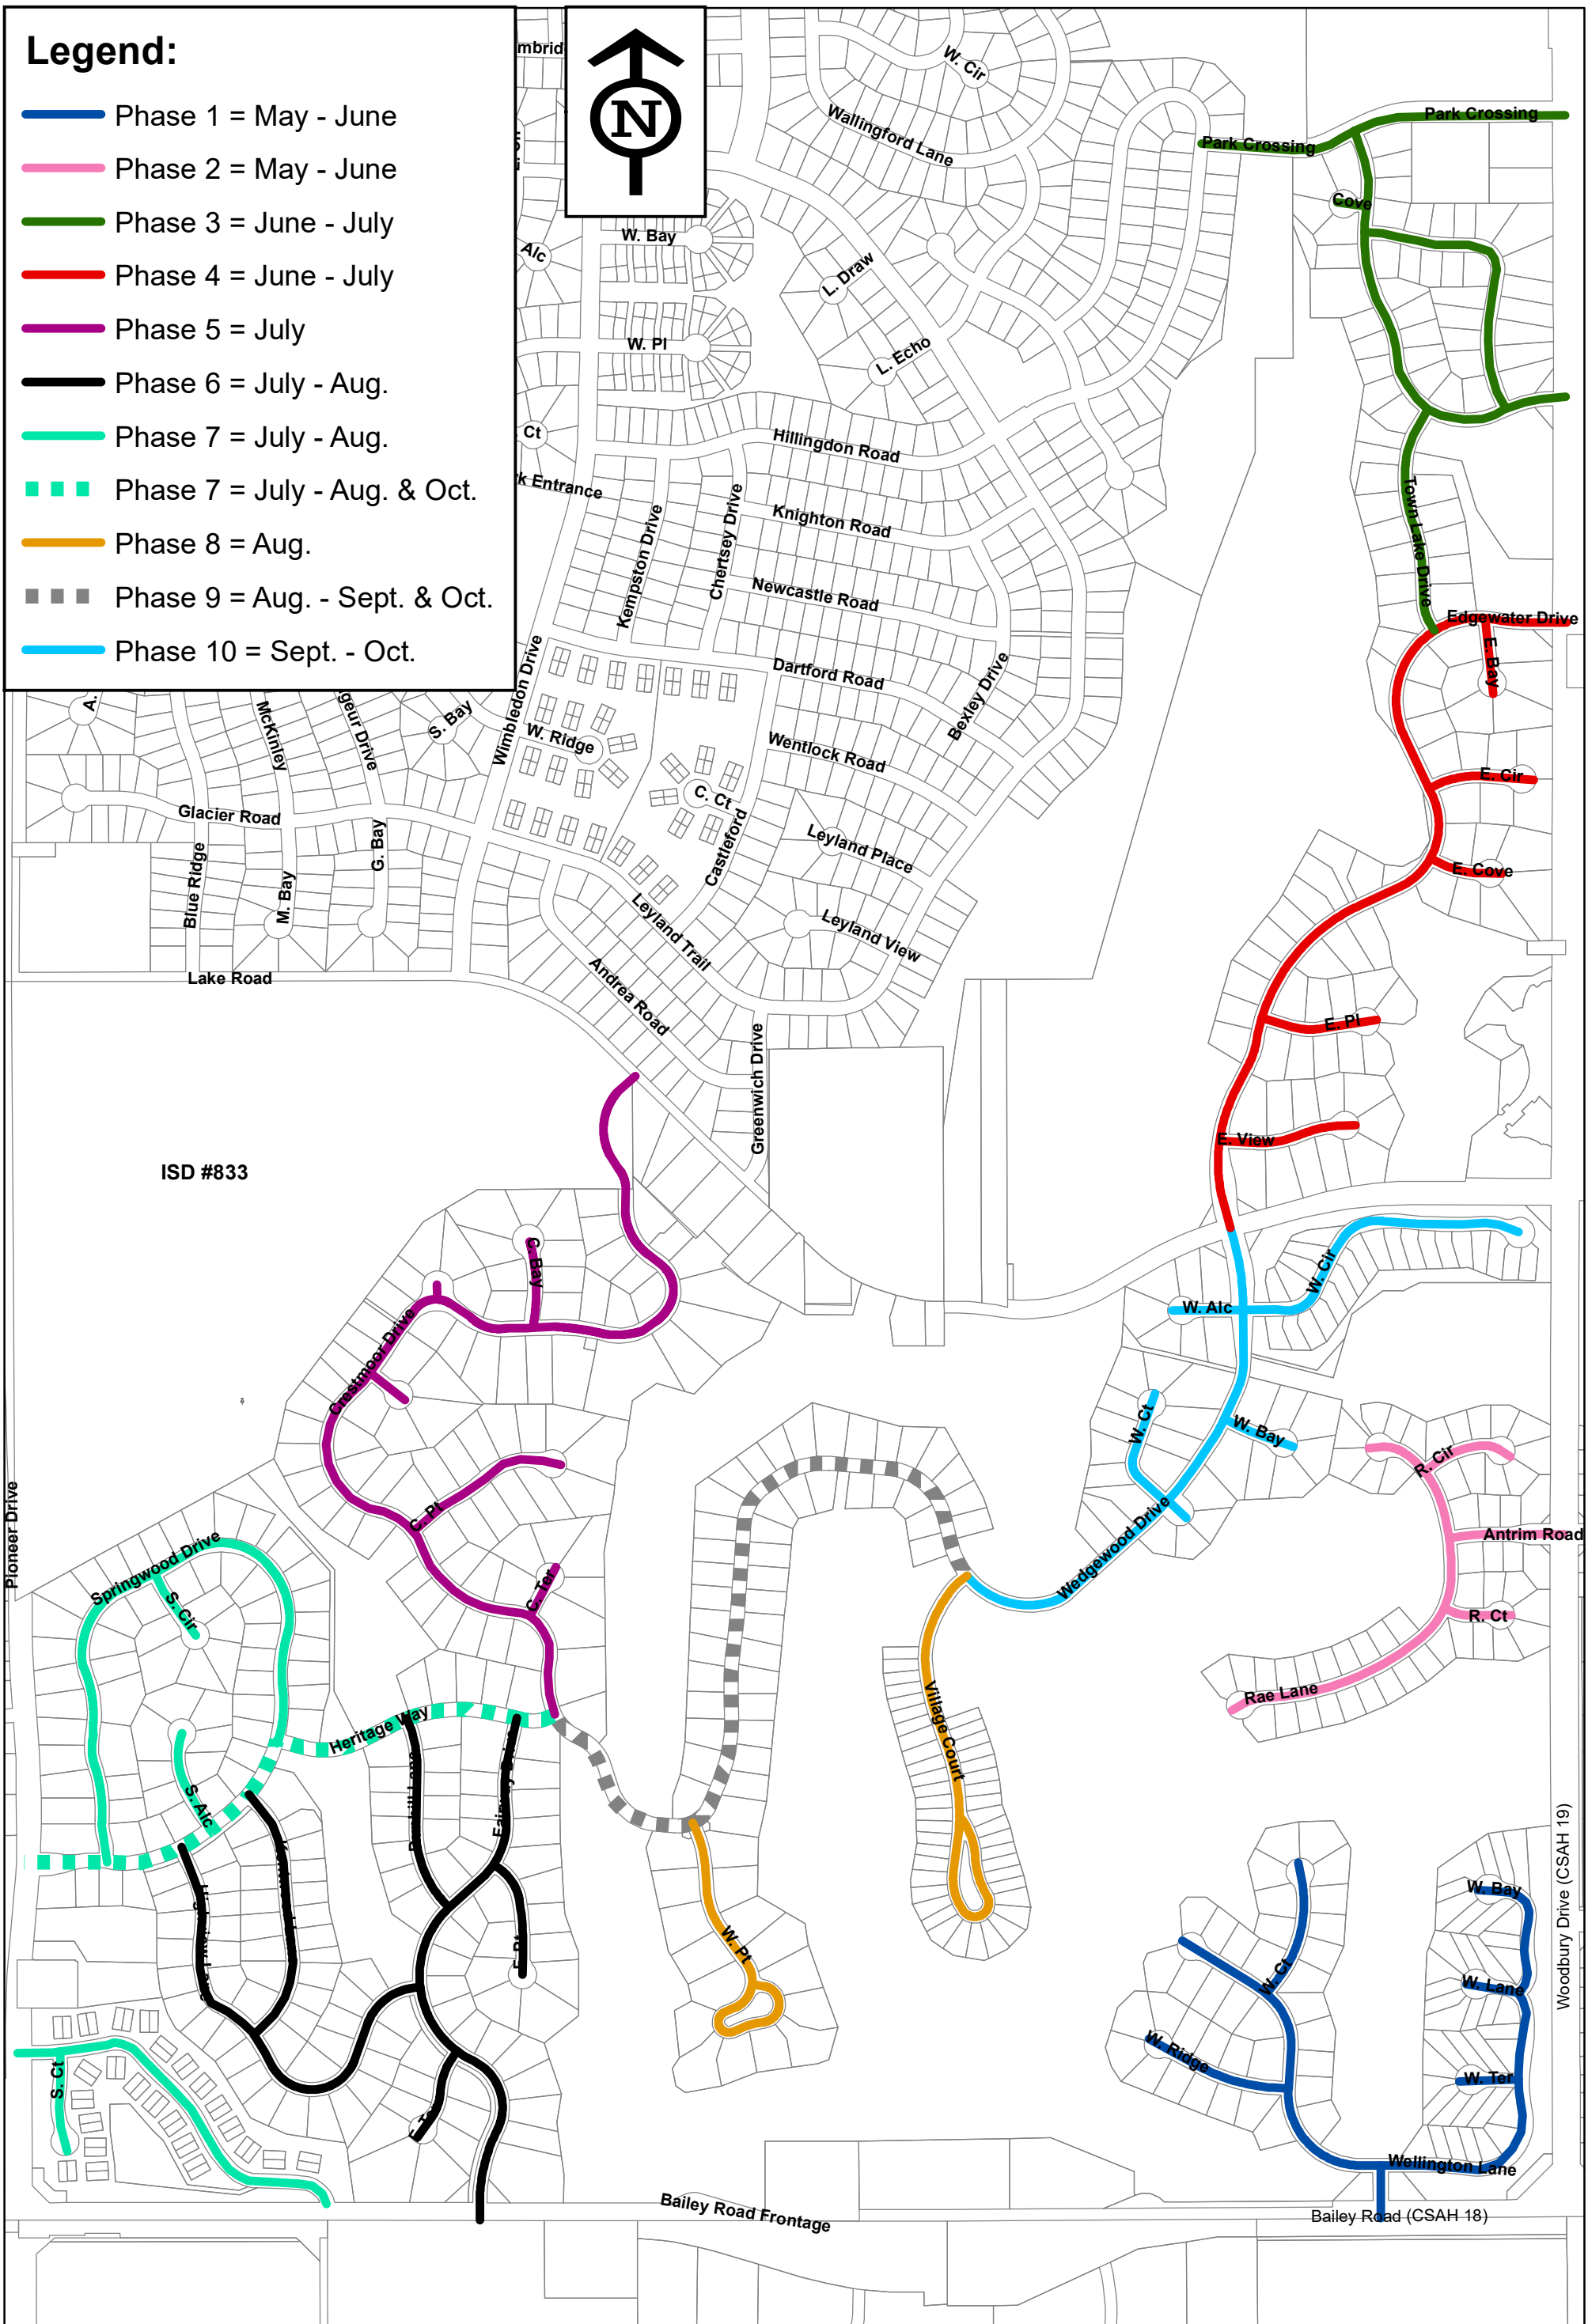 Legend:
Phase 1 = May - June
Phase 2 = May - June
Phase 3 = June - July
Phase 4 = June - July
Phase 5 = July
Phase 6 = July - Aug.
Phase 7 = July - Aug.
Phase 7 = July - Aug. & Oct.
Phase 8 = Aug.
Phase 9 = Aug. - Sept. & Oct.
Phase 10 = Sept. - Oct.
N
W. Cir
Wallingford Lane
Park Crossing
Park Crossing
Cove
W. Bay
Alc
L. Draw
W. Pl
L. Echo
Ct
Hillingdon Road
Entrance
Knighton Road
Kempston Drive
Chertsey Drive
Newcastle Road
Town Lake Drive
Edgewater Drive
E. Bay
Dartford Road
Bexley Drive
Wimbledon Drive
A.
McKinley
Drive
S. Bay
W. Ridge
Wentlock Road
E. Cir
C. Ct
Glacier Road
Castleford
Leyland Place
E. Cove
Blue Ridge
M. Bay
G. Bay
Leyland Trail
Leyland View
Lake Road
Andrea Road
E. Pl
Greenwich Drive
E. View
ISD #833
C. Bay
W. Cir
W. Alc
Crestmoor Drive
W. Ct
W. Bay
R. Cir
C. Pt
Antrim Road
Pioneer Drive
Springwood Drive
S. Cir
C. Ter
Wedgewood Drive
R. Ct
Rae Lane
Heritage Way
Village Court
S. Alc
Woodbury Drive (CSAH 19)
W. Bay
W. Pt
W. Ct
W. Lane
W. Ridge
S. Ct
W. Ter
Wellington Lane
Bailey Road Frontage
Bailey Road (CSAH 18)